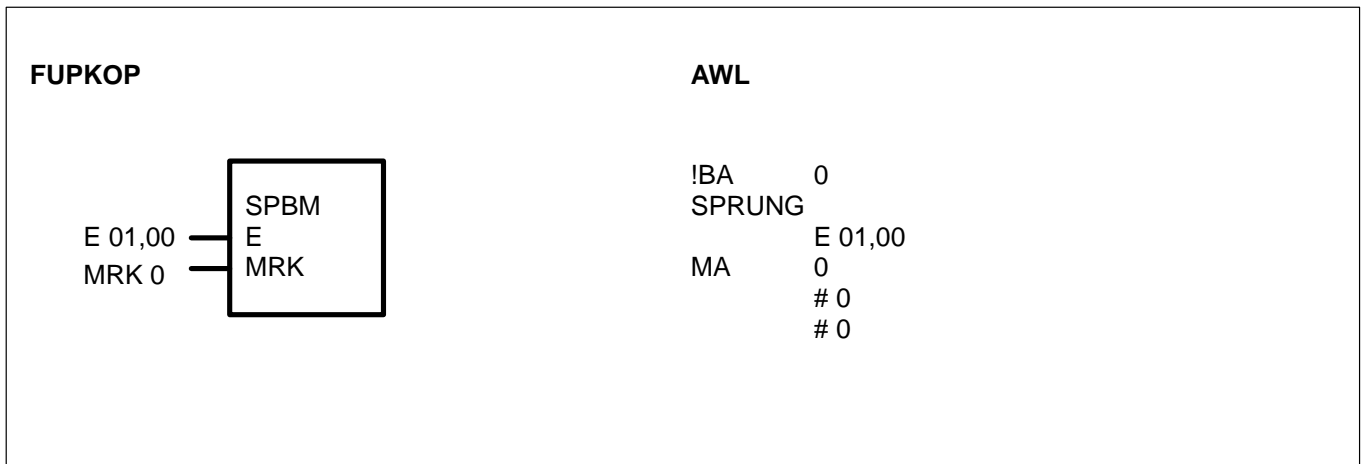 FUPKOP
SPBM
E 01,00 E
MRK 0 MRK
AWL
!BA 0
SPRUNG
E 01,00
MA 0
# 0
# 0